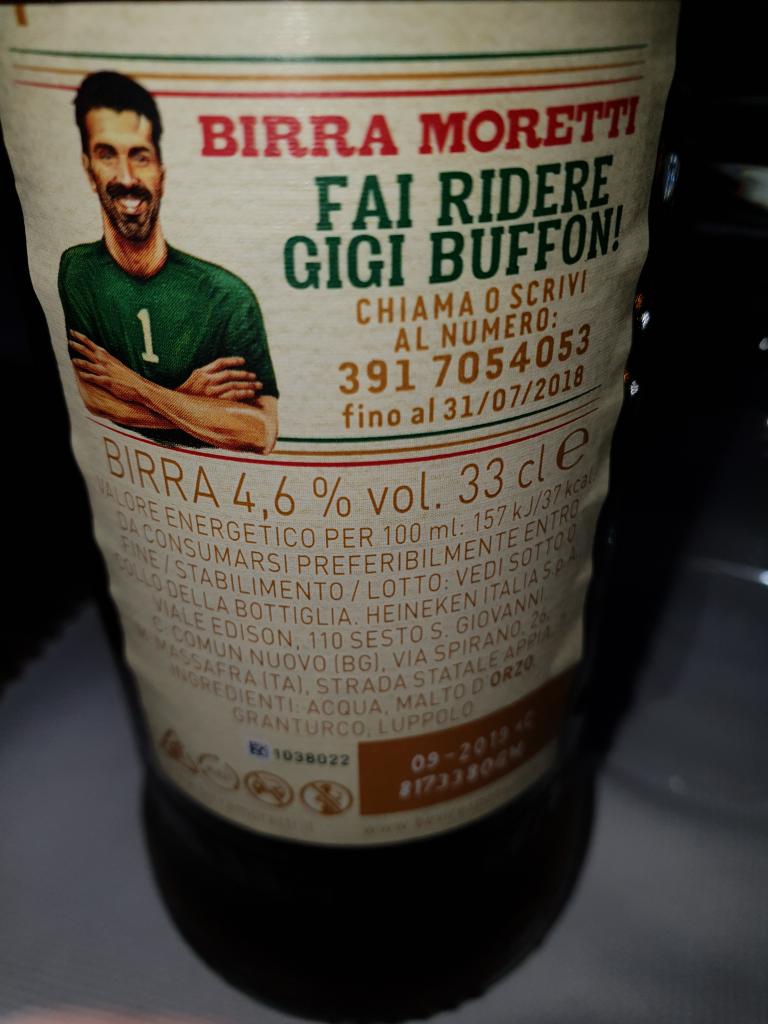 1
BIRRA MORETTI
FAI RIDERE
GIGI BUFFON!
CHIAMA O SCRIVI
AL NUMERO:
391 7054053
fino al 31/07/2018
BIRRA 4,6 % vol. 33 cl e
VALORE ENERGETICO PER 100 ml: 157 kJ/37 kcal
DA CONSUMARSI PREFERIBILMENTE ENTRO
FINE / STABILIMENTO / LOTTO: VEDI SOTTO O
COLLO DELLA BOTTIGLIA. HEINEKEN ITALIA S.p.A.
VIALE EDISON, 110 SESTO S. GIOVANNI
C: COMUN NUOVO (BG), VIA SPIRANO, 26,
M: MASSAFRA (TA), STRADA STATALE APPIA
INGREDIENTI: ACQUA, MALTO D'ORZO,
GRANTURCO, LUPPOLO.
1038022
09-2019